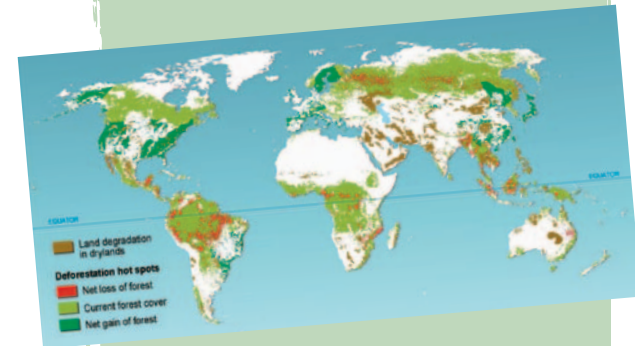 EQUATOR
EQUATOR
Land degradation
in drylands
Deforestation hot spots
Net loss of forest
Current forest cover
Net gain of forest